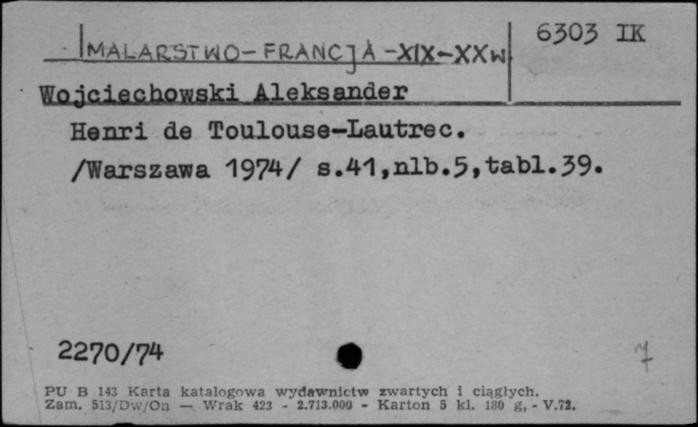 MALARSTWO-FRANCJA-XIX-XXw
6303 IK
Wojciechowski Aleksander
Henri de Toulouse-Lautrec.
/Warszawa 1974/ s.41,nlb.5,tabl.39.
2270/74
7
PU B 143 Karta katalogowa wydawnictw zwartych i ciągłych.
Zam. 513/Dw/On — Wrak 423 - 2.713.000 - Karton 5 kl. 180 g. - V.72.